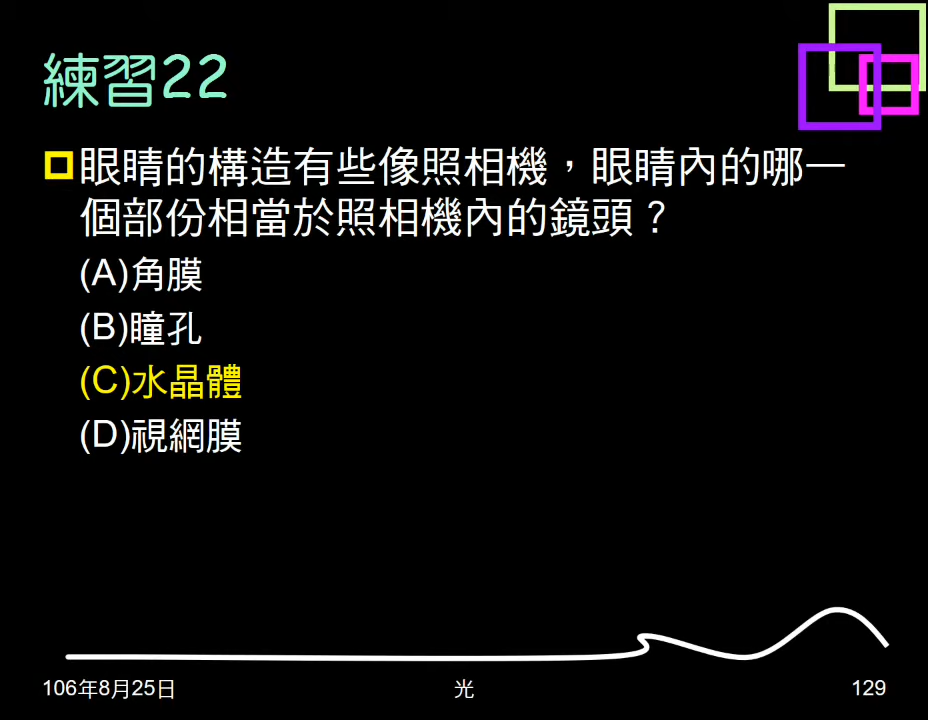 練習22
眼睛的構造有些像照相機，眼睛內的哪一
個部份相當於照相機內的鏡頭？
(A)角膜
(B)瞳孔
(C)水晶體
(D)視網膜
106年8月25日
光
129